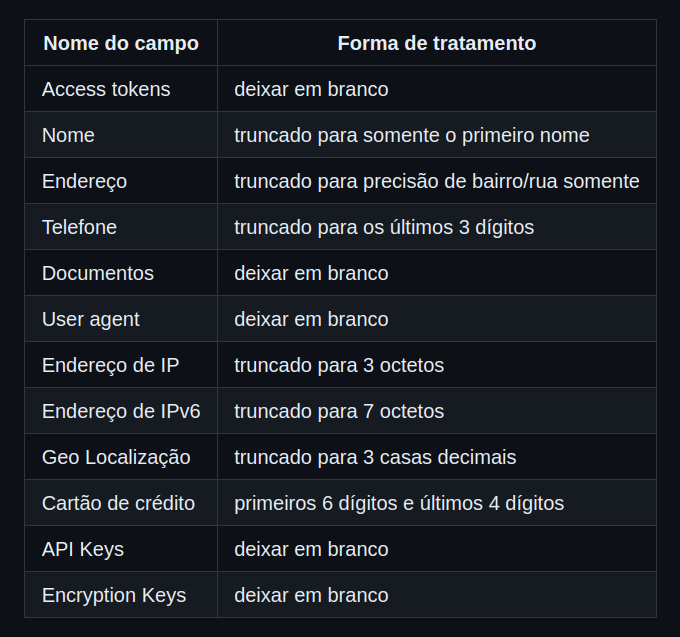 Nome do campo Forma de tratamento
Access tokens deixar em branco
Nome truncado para somente o primeiro nome
Endereço truncado para precisão de bairro/rua somente
Telefone truncado para os últimos 3 dígitos
Documentos deixar em branco
User agent deixar em branco
Endereço de IP truncado para 3 octetos
Endereço de IPv6 truncado para 7 octetos
Geo Localização truncado para 3 casas decimais
Cartão de crédito primeiros 6 dígitos e últimos 4 dígitos
API Keys deixar em branco
Encryption Keys deixar em branco